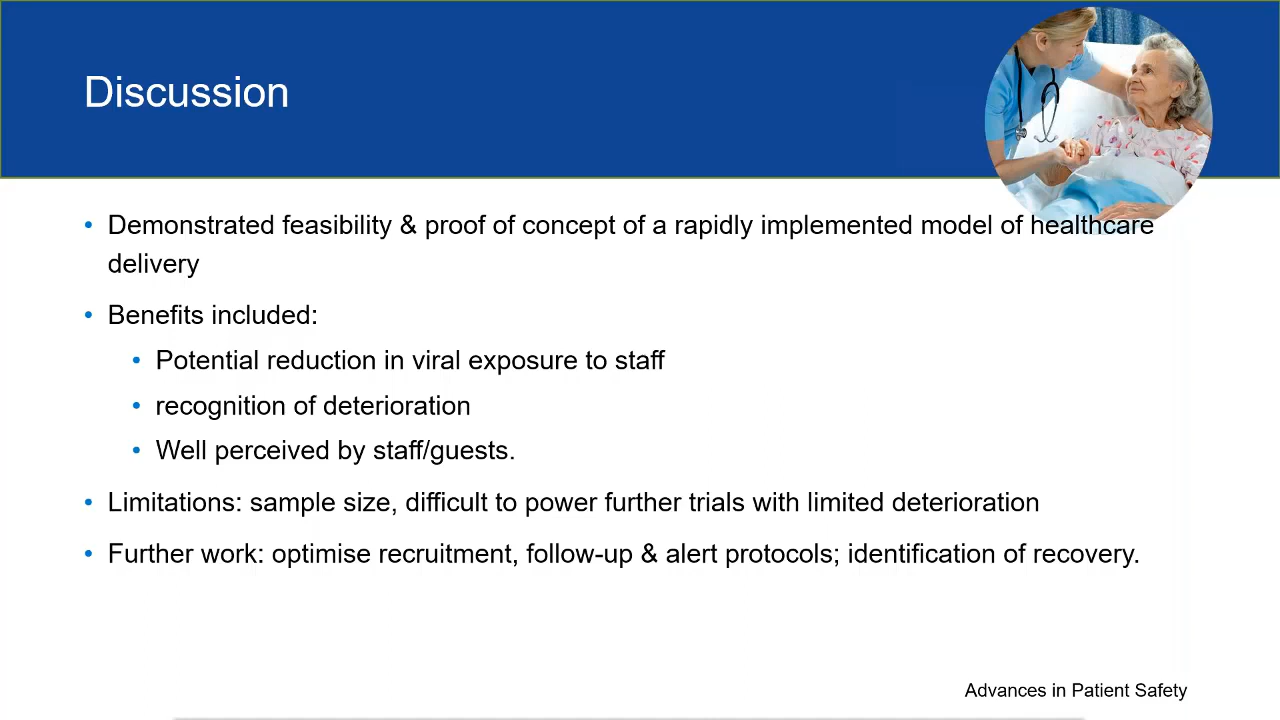 Discussion
• Demonstrated feasibility & proof of concept of a rapidly implemented model of healthcare
delivery
• Benefits included:
• Potential reduction in viral exposure to staff
• recognition of deterioration
• Well perceived by staff/guests.
• Limitations: sample size, difficult to power further trials with limited deterioration
• Further work: optimise recruitment, follow-up & alert protocols; identification of recovery.
Advances in Patient Safety